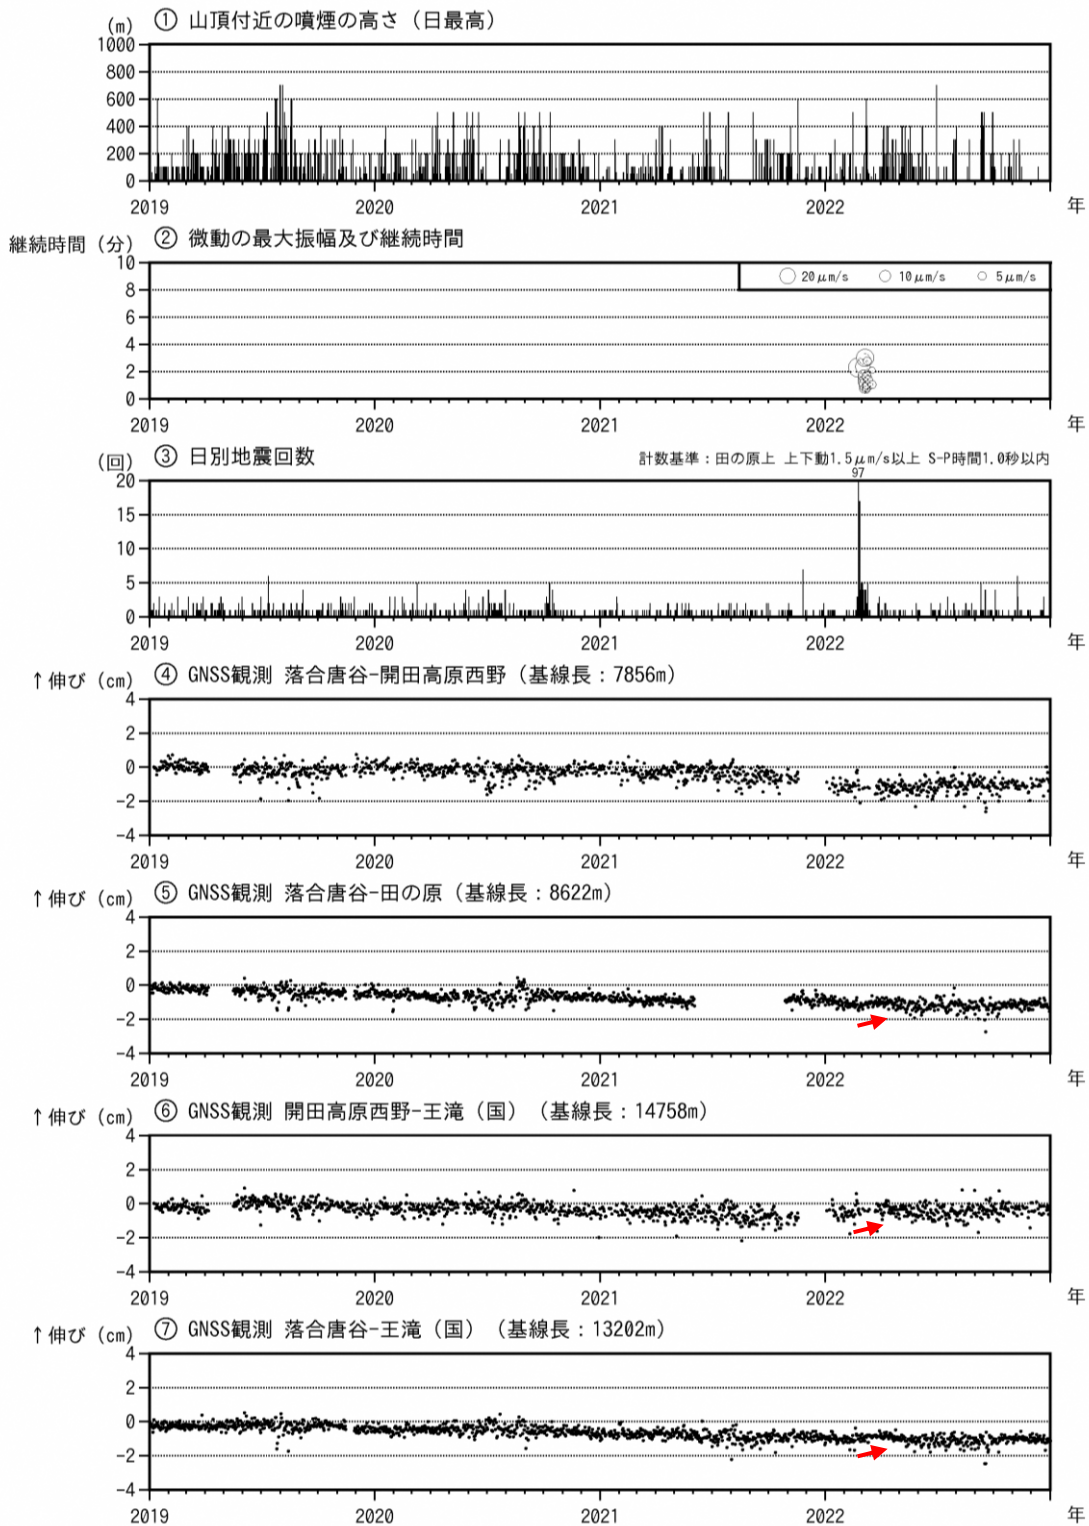 (m) ① 山頂付近の噴煙の高さ（日最高）
1000
800
600
400
200
0
2019 2020 2021 2022 年
継続時間（分） ② 微動の最大振幅及び継続時間
10
20μm/s 10μm/s 5μm/s
8
6
4
2
0
2019 2020 2021 2022 年
(回) ③ 日別地震回数 計数基準：田の原上 上下動1.5μm/s以上 S-P時間1.0秒以内
97
20
15
10
5
0
2019 2020 2021 2022 年
↑伸び（cm） ④ GNSS観測 落合唐谷-開田高原西野（基線長：7856m）
4
2
0
-2
-4
2019 2020 2021 2022 年
↑伸び（cm） ⑤ GNSS観測 落合唐谷-田の原（基線長：8622m）
4
2
0
-2
-4
2019 2020 2021 2022 年
↑伸び（cm） ⑥ GNSS観測 開田高原西野-王滝（国）（基線長：14758m）
4
2
0
-2
-4
2019 2020 2021 2022 年
↑伸び（cm） ⑦ GNSS観測 落合唐谷-王滝（国）（基線長：13202m）
4
2
0
-2
-4
2019 2020 2021 2022 年